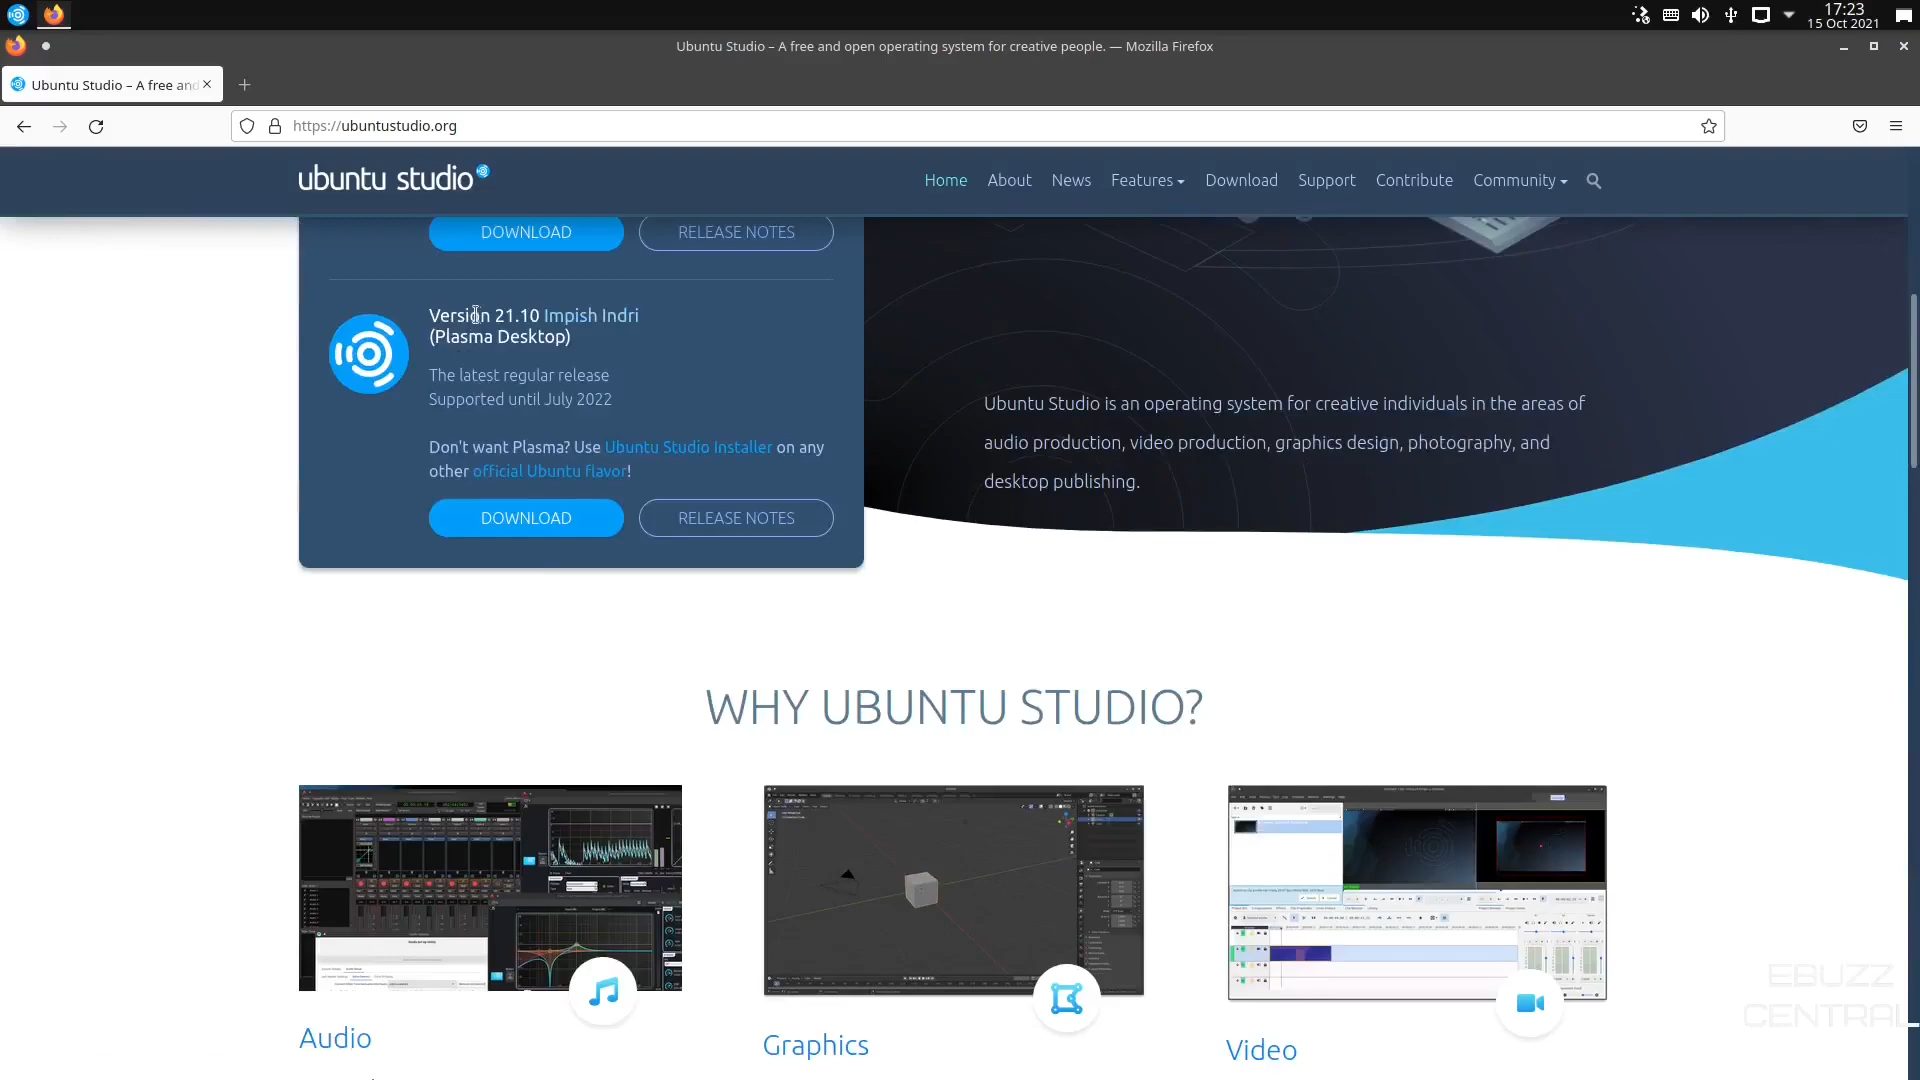 17:23
15 Oct 2021
Ubuntu Studio – A free and open operating system for creative people. — Mozilla Firefox
Ubuntu Studio – A free and
https://ubuntustudio.org
ubuntu studio
Home About News Features Download Support Contribute Community
DOWNLOAD RELEASE NOTES
Version 21.10 Impish Indri
(Plasma Desktop)
The latest regular release
Supported until July 2022
Don't want Plasma? Use Ubuntu Studio Installer on any
other official Ubuntu flavor!
DOWNLOAD RELEASE NOTES
Ubuntu Studio is an operating system for creative individuals in the areas of
audio production, video production, graphics design, photography, and
desktop publishing.
WHY UBUNTU STUDIO?
Audio
Graphics
Video
EBUZZ
CENTRAL